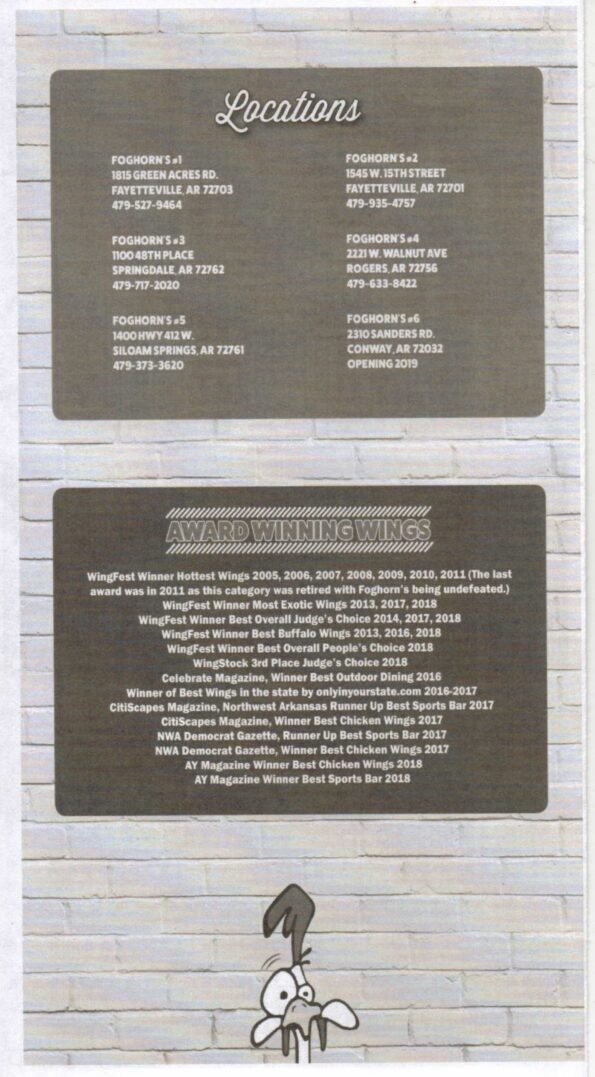 Locations
FOGHORN'S #1
1815 GREEN ACRES RD.
FAYETTEVILLE, AR 72703
479-527-9464
FOGHORN'S #2
1545 W. 15TH STREET
FAYETTEVILLE, AR 72701
479-935-4757
FOGHORN'S #3
1100 48TH PLACE
SPRINGDALE, AR 72762
479-717-2020
FOGHORN'S #4
2221 W. WALNUT AVE
ROGERS, AR 72756
479-633-8422
FOGHORN'S #5
1400 HWY 412 W.
SILOAM SPRINGS, AR 72761
479-373-3620
FOGHORN'S #6
2310 SANDERS RD.
CONWAY, AR 72032
OPENING 2019
AWARD WINNING WINGS
WingFest Winner Hottest Wings 2005, 2006, 2007, 2008, 2009, 2010, 2011 (The last
award was in 2011 as this category was retired with Foghorn's being undefeated.)
WingFest Winner Most Exotic Wings 2013, 2017, 2018
WingFest Winner Best Overall Judge's Choice 2014, 2017, 2018
WingFest Winner Best Buffalo Wings 2013, 2016, 2018
WingFest Winner Best Overall People's Choice 2018
WingStock 3rd Place Judge's Choice 2018
Celebrate Magazine, Winner Best Outdoor Dining 2016
Winner of Best Wings in the state by onlyinyourstate.com 2016-2017
CitiScapes Magazine, Northwest Arkansas Runner Up Best Sports Bar 2017
CitiScapes Magazine, Winner Best Chicken Wings 2017
NWA Democrat Gazette, Runner Up Best Sports Bar 2017
NWA Democrat Gazette, Winner Best Chicken Wings 2017
AY Magazine Winner Best Chicken Wings 2018
AY Magazine Winner Best Sports Bar 2018